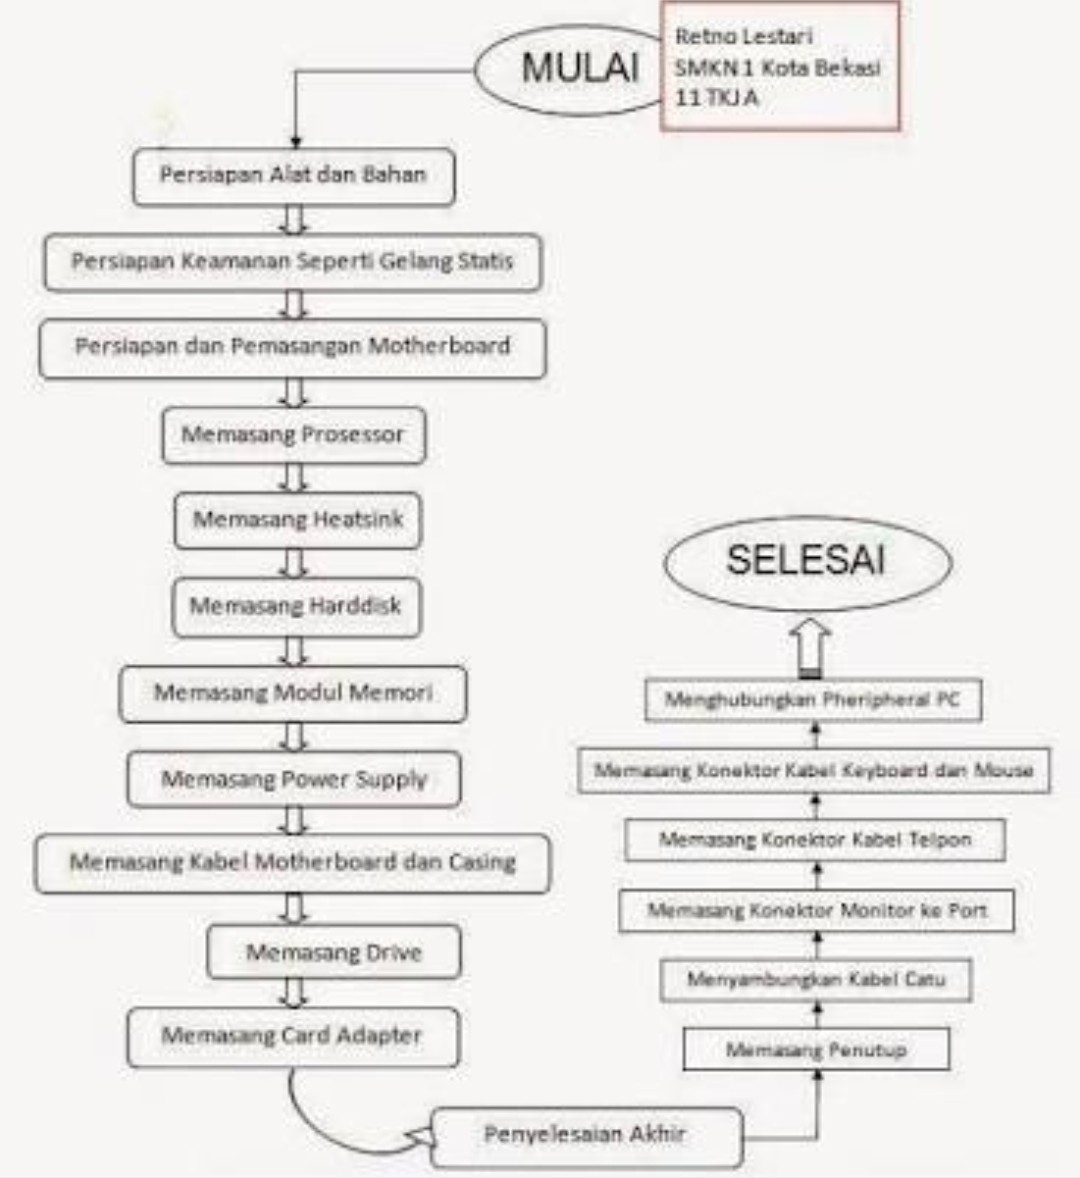 MULAI
Retno Lestari
SMKN 1 Kota Bekasi
11 TKJ A
Persiapan Alat dan Bahan
Persiapan Keamanan Seperti Gelang Statis
Persiapan dan Pemasangan Motherboard
Memasang Prosessor
Memasang Heatsink
Memasang Harddisk
Memasang Modul Memori
Memasang Power Supply
Memasang Kabel Motherboard dan Casing
Memasang Drive
Memasang Card Adapter
Penyelesaian Akhir
Memasang Penutup
Menyambungkan Kabel Catu
Memasang Konektor Monitor ke Port
Memasang Konektor Kabel Telpon
Memasang Konektor Kabel Keyboard dan Mouse
Menghubungkan Pheripheral PC
SELESAI